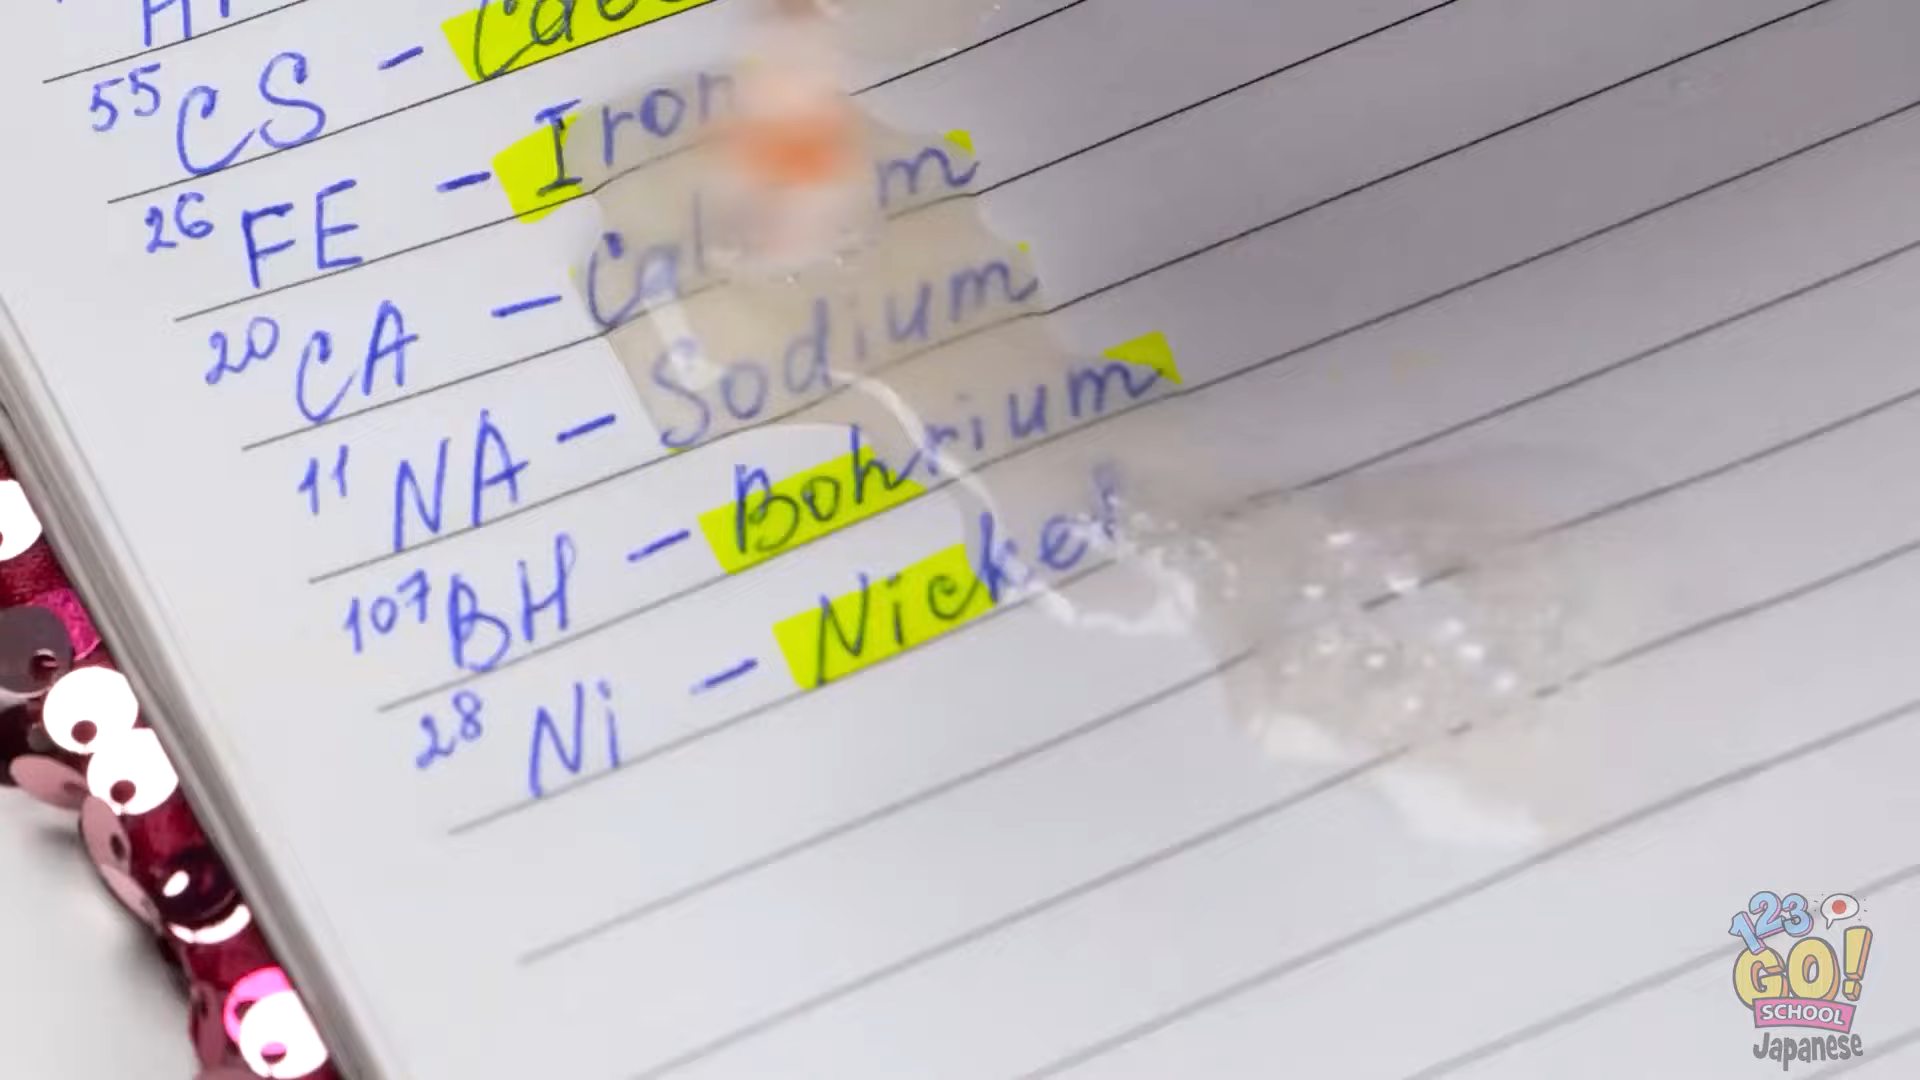 55 CS -
26 FE - Iron
20 CA - Cal m
11 NA - Sodium
107 BH - Bohrium
28 Ni - Nickel
123 GO!
SCHOOL
Japanese